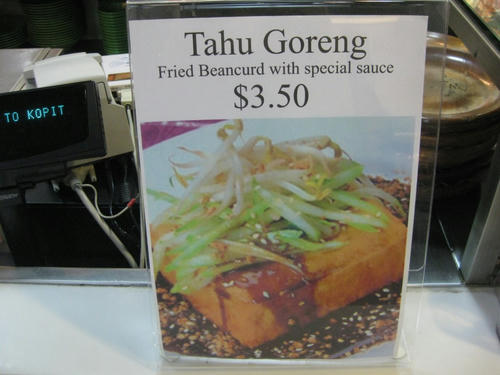 Tahu Goreng
Fried Beancurd with special sauce
$3.50
TO KOPIT